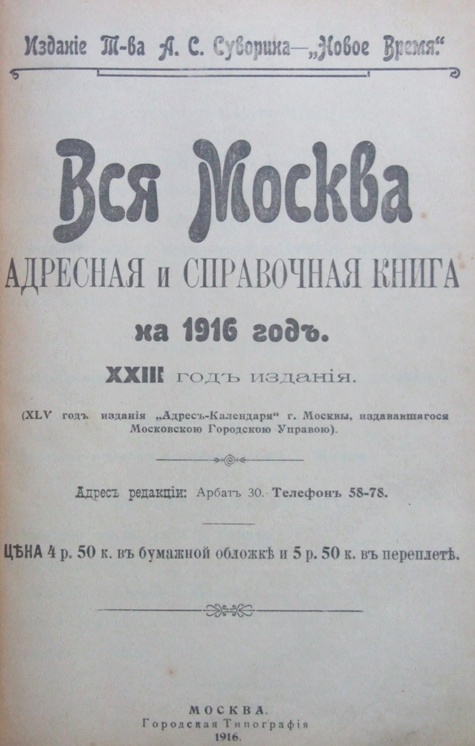 Изданіе Т-ва А. С. Суворина—„Новое Время".
Вся Москва
АДРЕСНАЯ и СПРАВОЧНАЯ КНИГА
на 1916 годъ.
XXIII годъ изданія.
(XLV годъ изданія „Адресъ-Календаря" г. Москвы, издававшагося
Московскою Городскою Управою).
Адресъ редакціи: Арбатъ 30. Телефонъ 58-78.
ЦѢНА 4 р. 50 к. въ бумажной обложкѣ и 5 р. 50 к. въ переплетѣ.
МОСКВА.
Городская Типографія
1916.